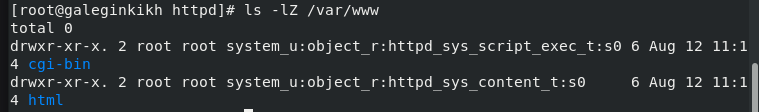 [root@galeginkikh httpd]# ls -lZ /var/www
total 0
drwxr-xr-x. 2 root root system_u:object_r:httpd_sys_script_exec_t:s0 6 Aug 12 11:1
4 cgi-bin
drwxr-xr-x. 2 root root system_u:object_r:httpd_sys_content_t:s0     6 Aug 12 11:1
4 html